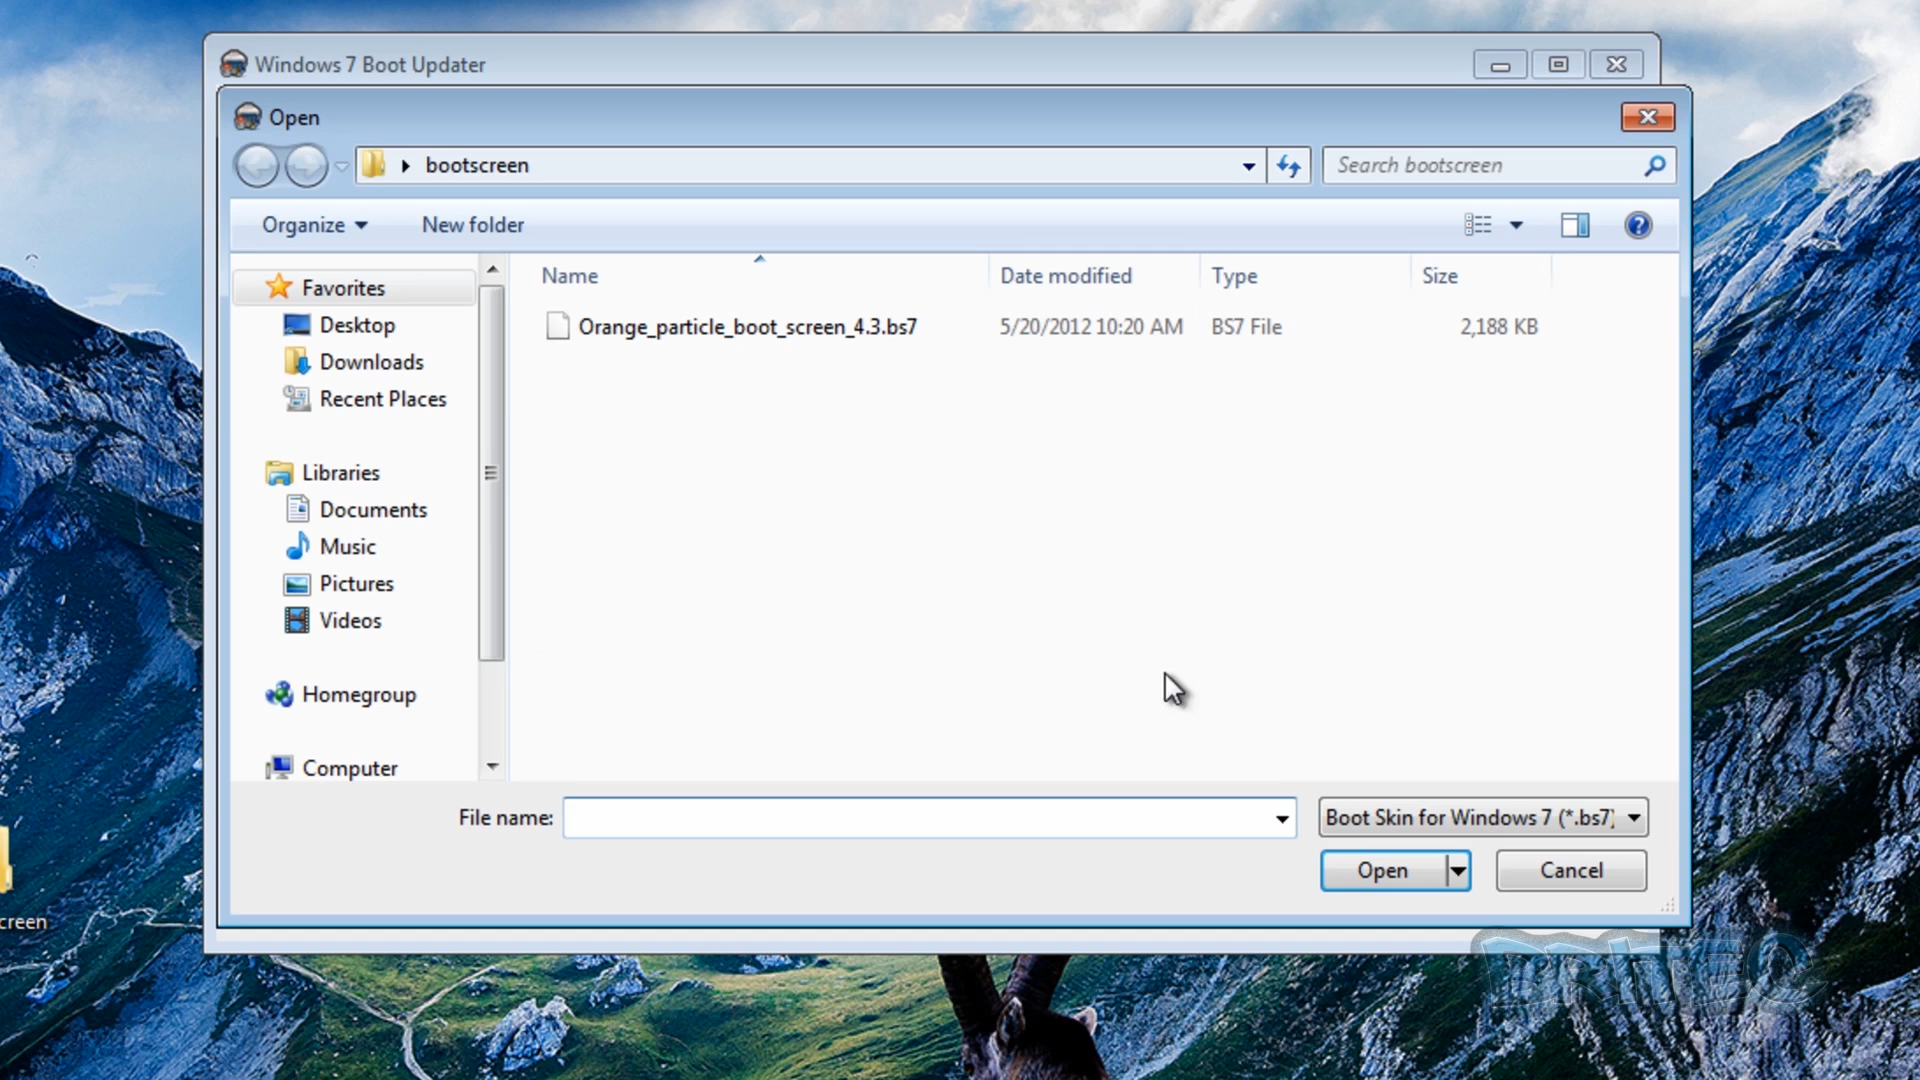 Windows 7 Boot Updater
Open
bootscreen
Search bootscreen
Organize
New folder
Name
Date modified
Type
Size
Orange_particle_boot_screen_4.3.bs7
5/20/2012 10:20 AM
BS7 File
2,188 KB
Favorites
Desktop
Downloads
Recent Places
Libraries
Documents
Music
Pictures
Videos
Homegroup
Computer
File name:
Boot Skin for Windows 7 (*.bs7)
Open
Cancel
creen
BRITEC